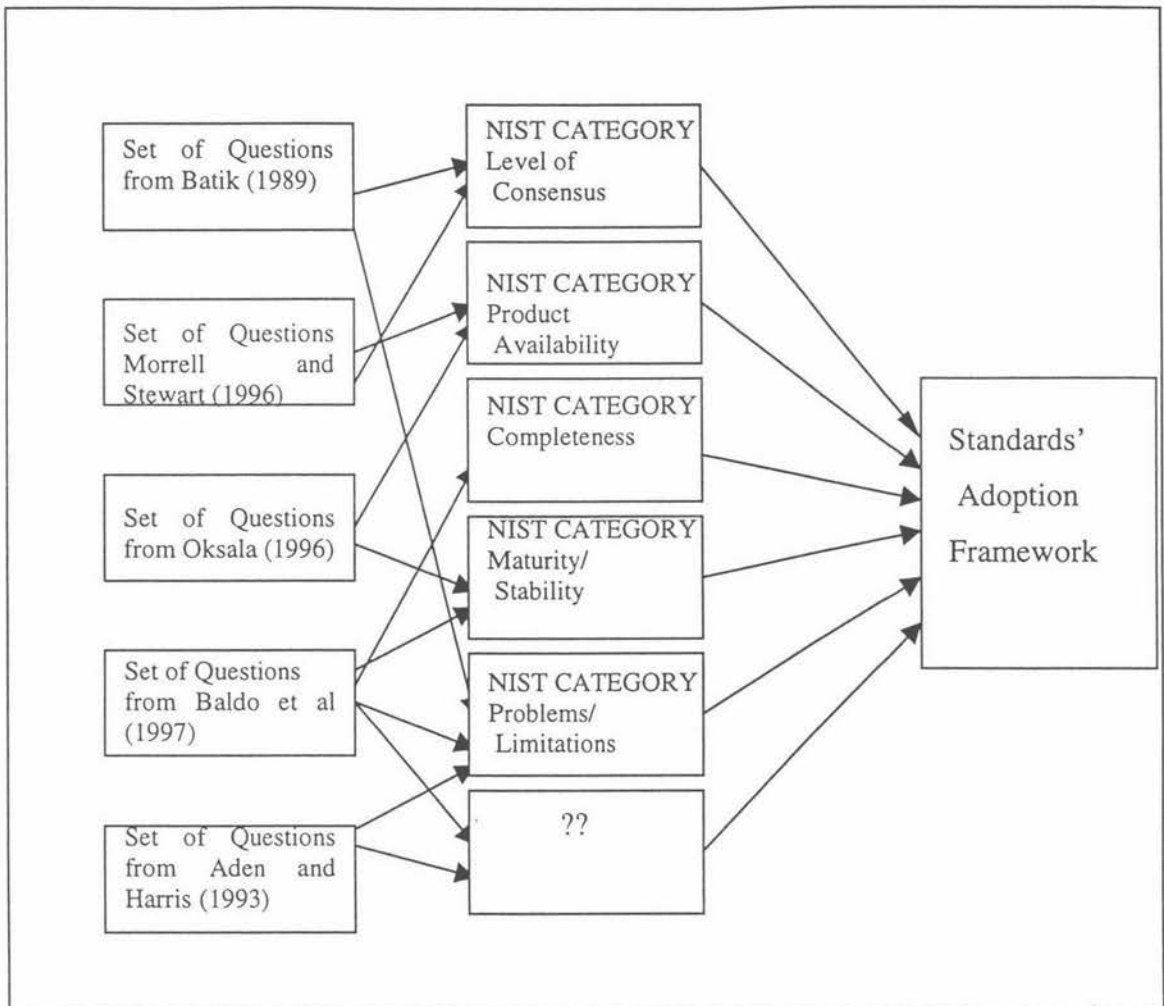 Set of Questions
from Batik (1989)
Set of Questions
Morrell and
Stewart (1996)
Set of Questions
from Oksala (1996)
Set of Questions
from Baldo et al
(1997)
Set of Questions
from Aden and
Harris (1993)
NIST CATEGORY
Level of
Consensus
NIST CATEGORY
Product
Availability
NIST CATEGORY
Completeness
NIST CATEGORY
Maturity/
Stability
NIST CATEGORY
Problems/
Limitations
??
Standards’
Adoption
Framework